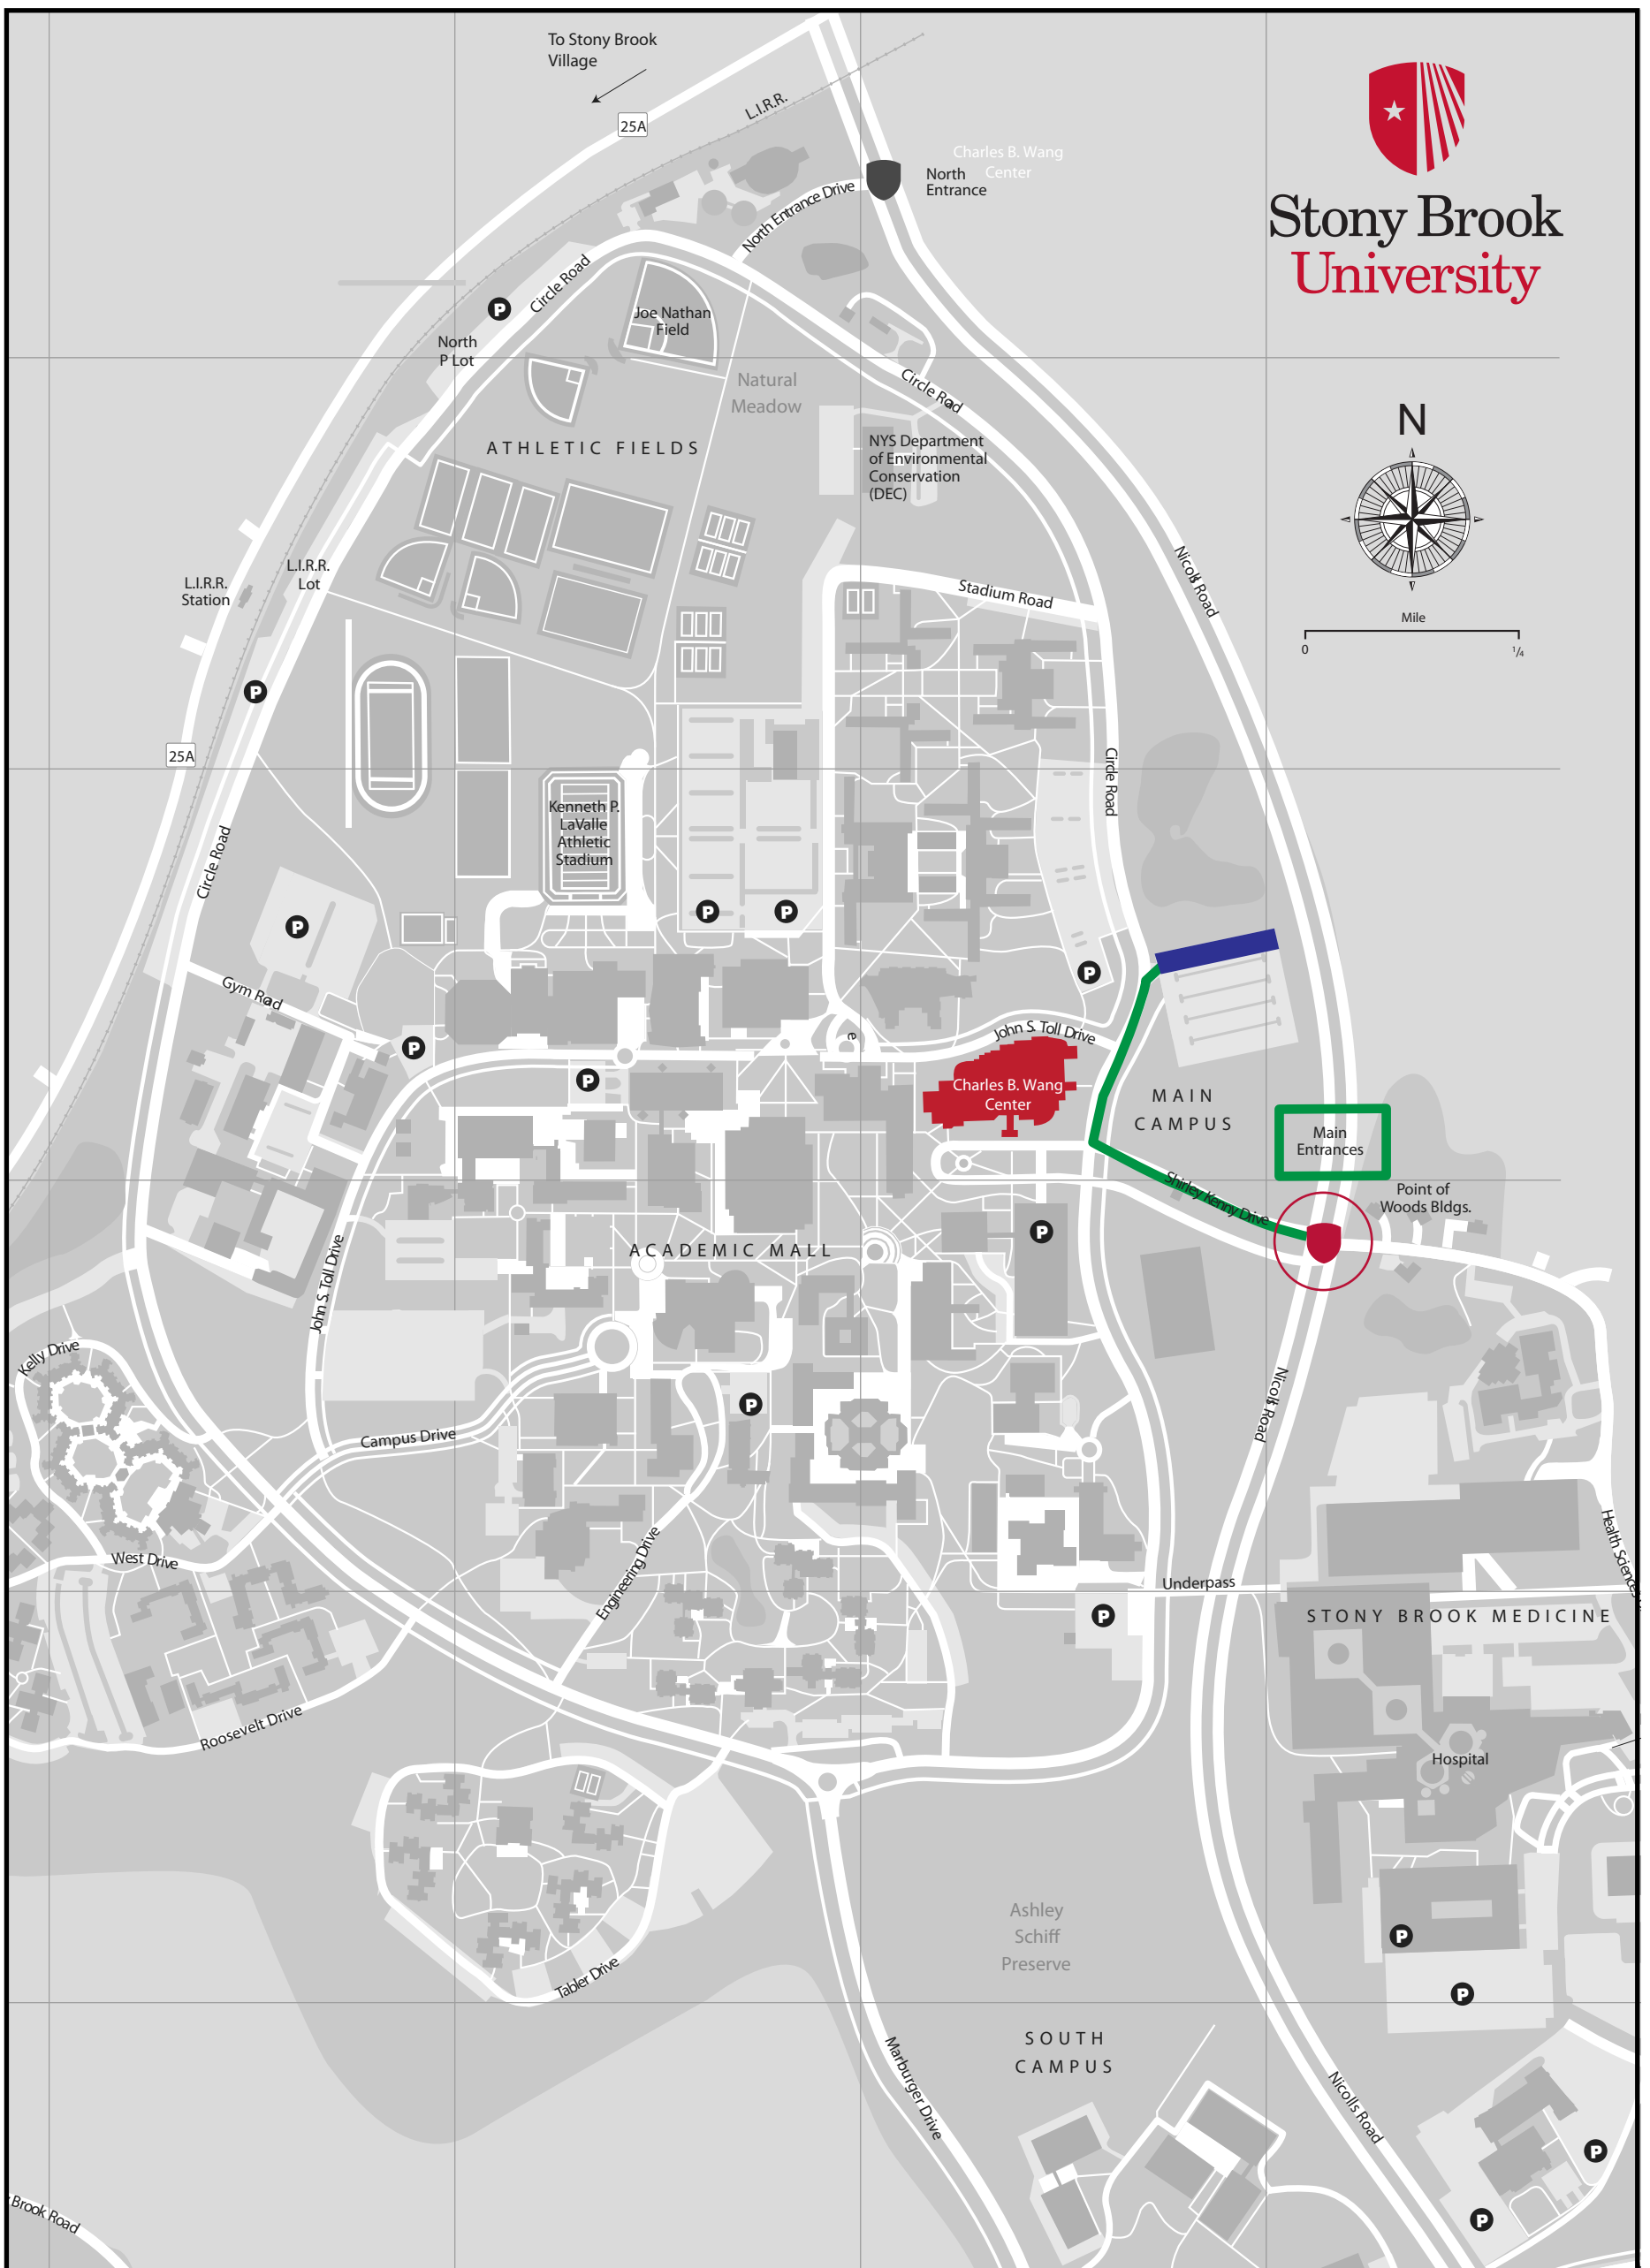 To Stony Brook
Village
25A
L.I.R.R.
Charles B. Wang
Center
North
Entrance
Stony Brook
University
North Entrance Drive
Circle Road
Joe Nathan
Field
North
P Lot
P
Natural
Meadow
Circle Road
N
ATHLETIC FIELDS
NYS Department
of Environmental
Conservation
(DEC)
Nicolls Road
L.I.R.R.
Station
L.I.R.R.
Lot
Stadium Road
Mile
0
1/4
P
25A
Circle Road
Kenneth P.
LaValle
Athletic
Stadium
Circle Road
P
P
P
P
Gym Road
P
P
e
John S. Toll Drive
Charles B. Wang
Center
MAIN
CAMPUS
Main
Entrances
Shirley Kenny Drive
Point of
Woods Bldgs.
P
ACADEMIC MALL
John S. Toll Drive
Kelly Drive
Nicolls Road
P
Campus Drive
West Drive
Engineering Drive
Underpass
P
STONY BROOK MEDICINE
Health Sciences
Roosevelt Drive
Hospital
Ashley
Schiff
Preserve
P
P
Tabler Drive
SOUTH
CAMPUS
Marburger Drive
Nicolls Road
P
P
Brook Road